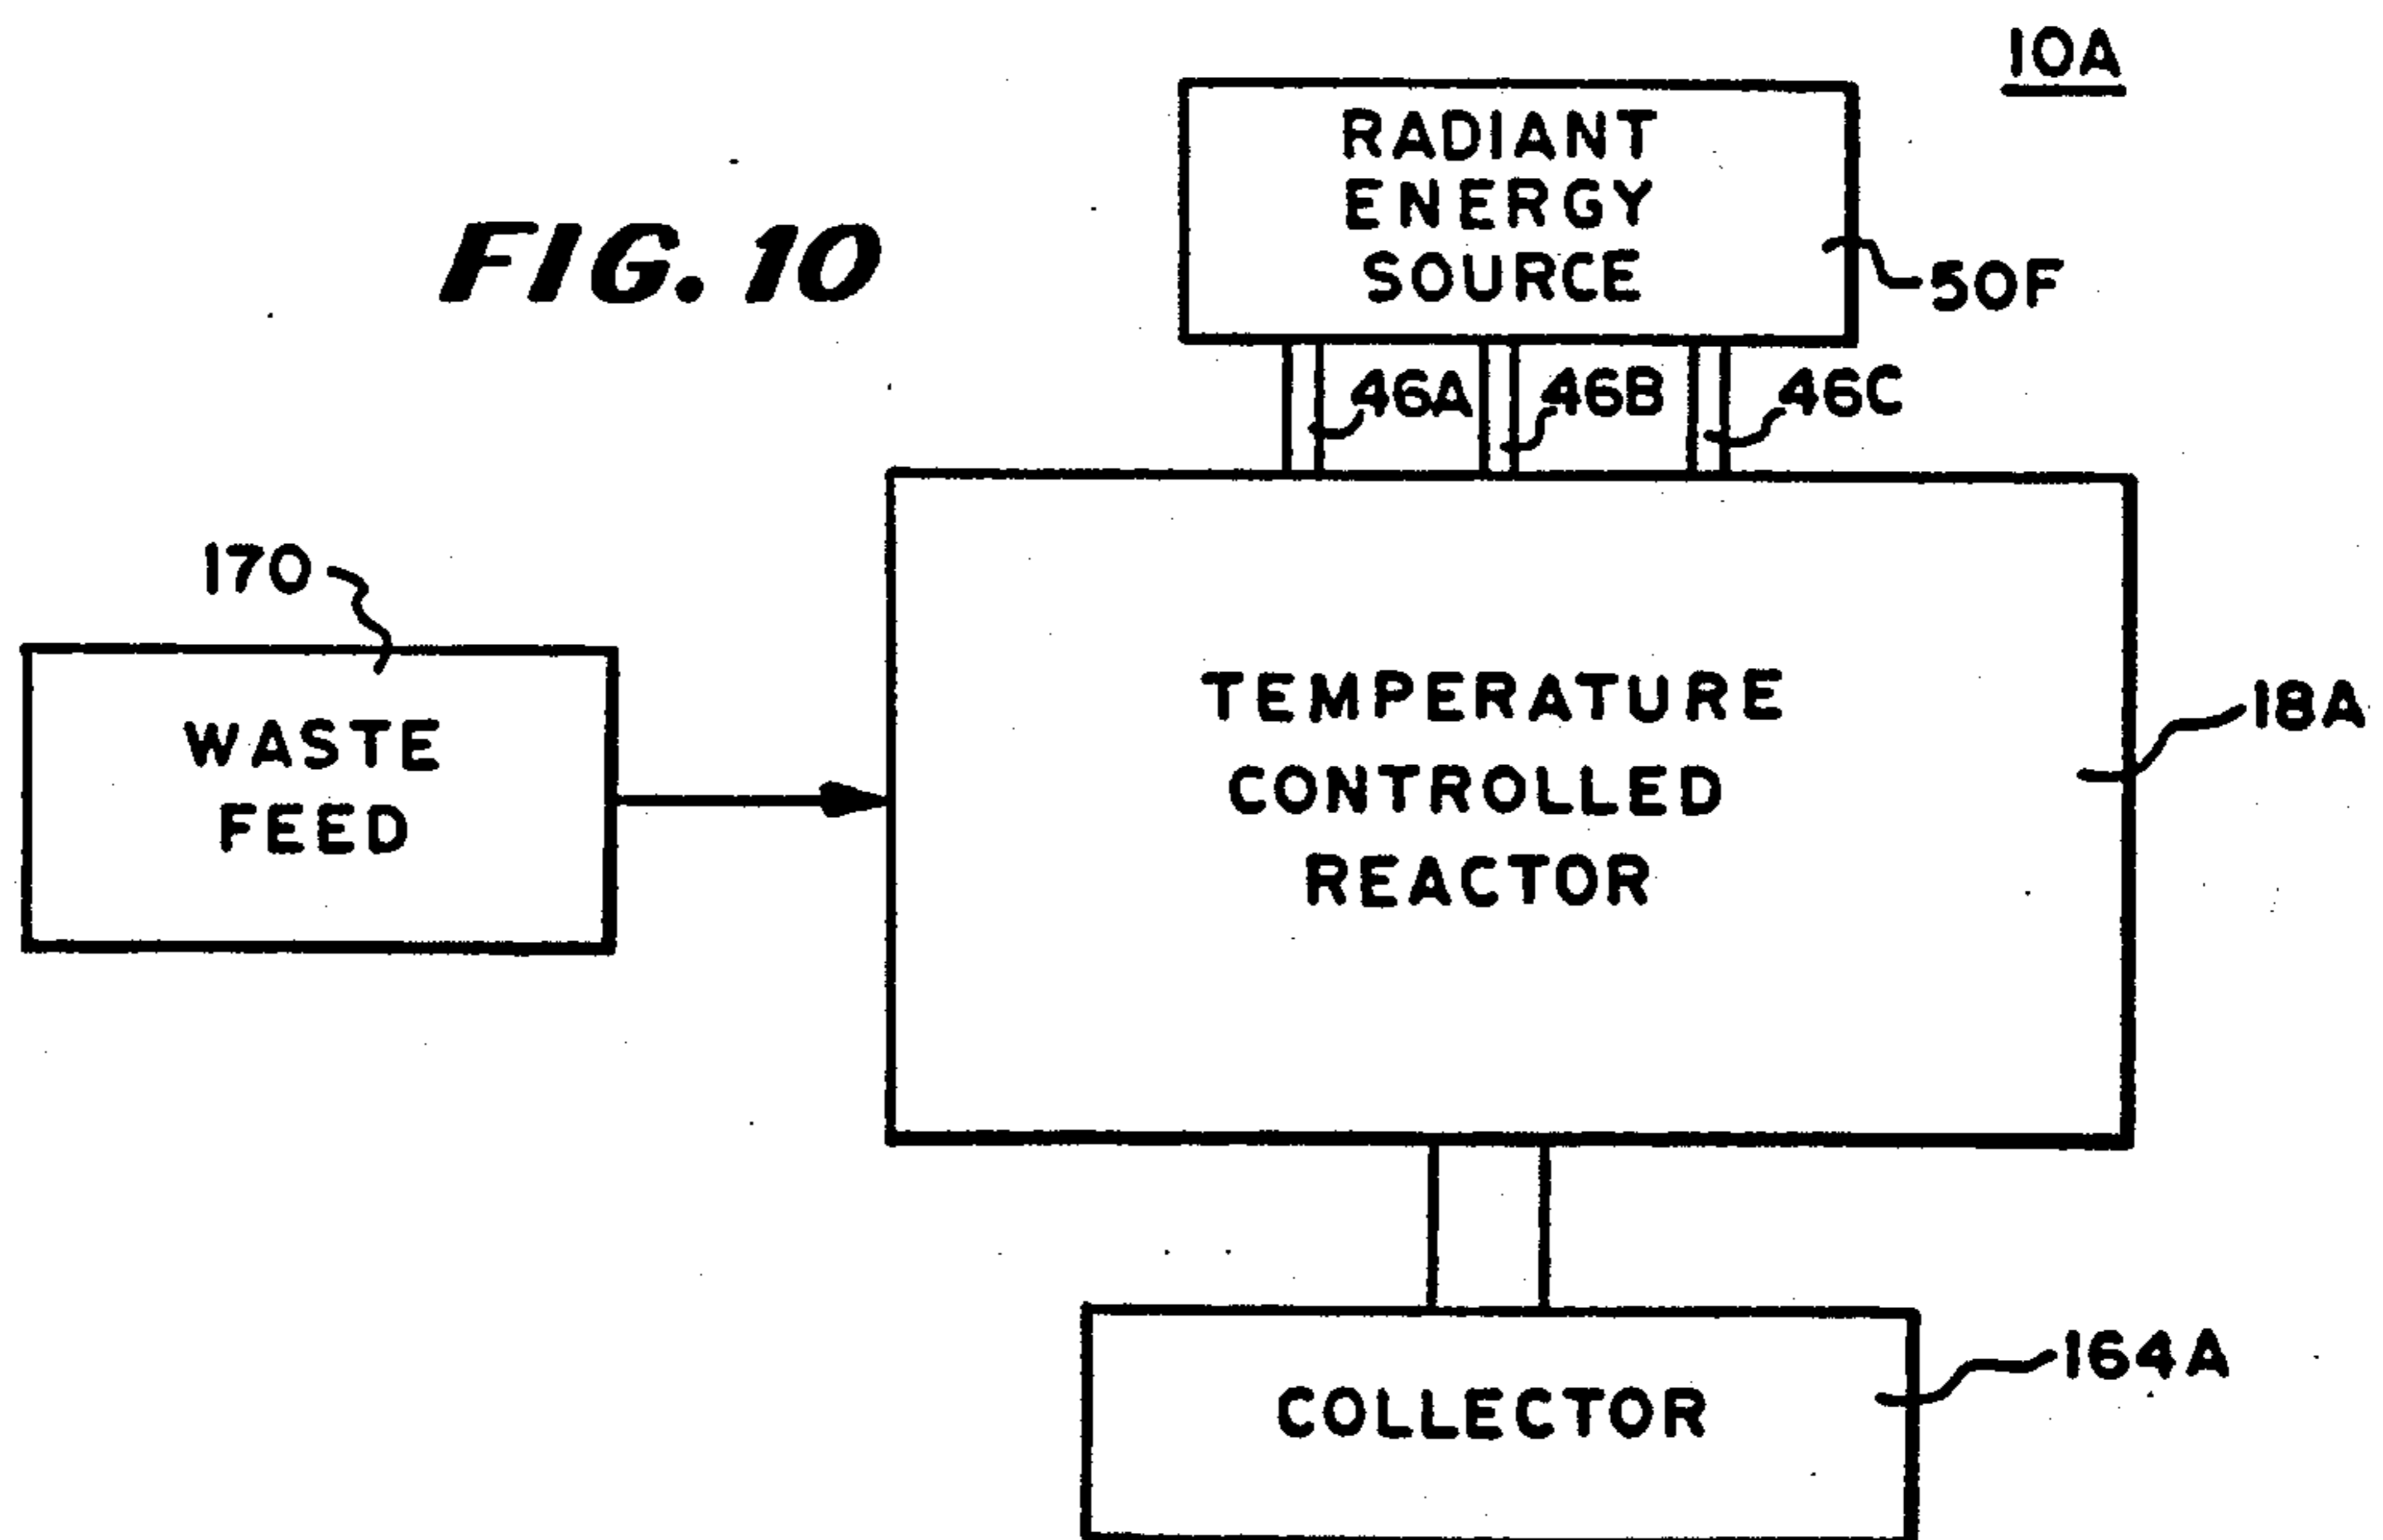 10A
RADIANT
ENERGY
SOURCE
FIG. 10
50F
46A 46B 46C
170
WASTE
FEED
TEMPERATURE
CONTROLLED
REACTOR
18A
COLLECTOR
164A